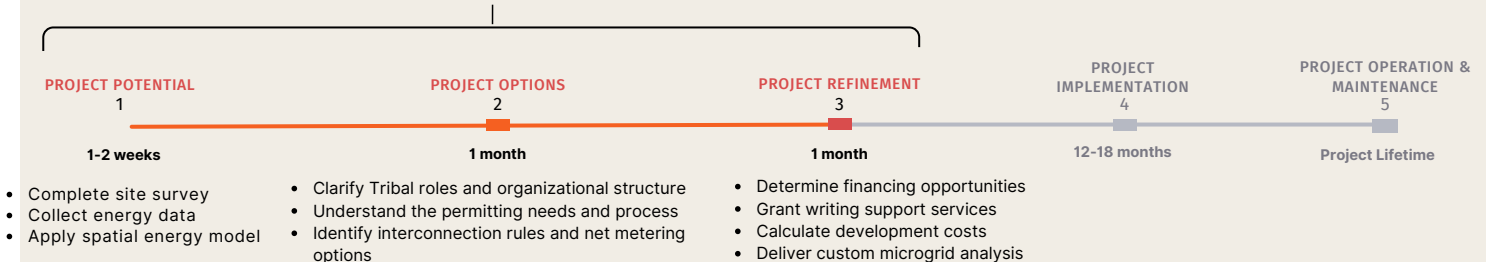 PROJECT POTENTIAL
1
1-2 weeks
• Complete site survey
• Collect energy data
• Apply spatial energy model
PROJECT OPTIONS
2
1 month
• Clarify Tribal roles and organizational structure
• Understand the permitting needs and process
• Identify interconnection rules and net metering
options
PROJECT REFINEMENT
3
1 month
• Determine financing opportunities
• Grant writing support services
• Calculate development costs
• Deliver custom microgrid analysis
PROJECT
IMPLEMENTATION
4
12-18 months
PROJECT OPERATION &
MAINTENANCE
5
Project Lifetime